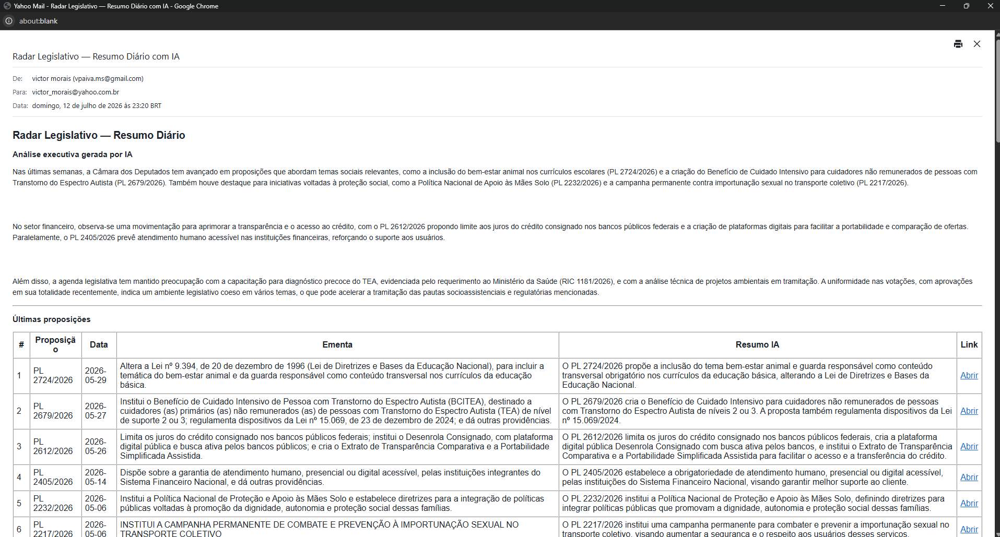 Yahoo Mail - Radar Legislativo — Resumo Diário com IA - Google Chrome
about:blank
Radar Legislativo — Resumo Diário com IA
De: victor morais (vpaiva.ms@gmail.com)
Para: victor_morais@yahoo.com.br
Data: domingo, 12 de julho de 2026 às 23:20 BRT
Radar Legislativo — Resumo Diário
Análise executiva gerada por IA
Nas últimas semanas, a Câmara dos Deputados tem avançado em proposições que abordam temas sociais relevantes, como a inclusão do bem-estar animal nos currículos escolares (PL 2724/2026) e a criação do Benefício de Cuidado Intensivo para cuidadores não remunerados de pessoas com
Transtorno do Espectro Autista (PL 2679/2026). Também houve destaque para iniciativas voltadas à proteção social, como a Política Nacional de Apoio às Mães Solo (PL 2232/2026) e a campanha permanente contra importunação sexual no transporte coletivo (PL 2217/2026).
No setor financeiro, observa-se uma movimentação para aprimorar a transparência e o acesso ao crédito, com o PL 2612/2026 propondo limite aos juros do crédito consignado nos bancos públicos federais e a criação de plataformas digitais para facilitar a portabilidade e comparação de ofertas.
Paralelamente, o PL 2405/2026 prevê atendimento humano acessível nas instituições financeiras, reforçando o suporte aos usuários.
Além disso, a agenda legislativa tem mantido preocupação com a capacitação para diagnóstico precoce do TEA, evidenciada pelo requerimento ao Ministério da Saúde (RIC 1181/2026), e com a análise técnica de projetos ambientais em tramitação. A uniformidade nas votações, com aprovações
em sua totalidade recentemente, indica um ambiente legislativo coeso em vários temas, o que pode acelerar a tramitação das pautas socioassistenciais e regulatórias mencionadas.
Últimas proposições
# Proposiçã
o Data Ementa Resumo IA Link
1 PL
2724/2026 2026-
05-29 Altera a Lei nº 9.394, de 20 de dezembro de 1996 (Lei de Diretrizes e Bases da Educação Nacional), para incluir a
temática do bem-estar animal e da guarda responsável como conteúdo transversal nos currículos da educação
básica.
O PL 2724/2026 propõe a inclusão do tema bem-estar animal e guarda responsável como conteúdo
transversal obrigatório nos currículos da educação básica, alterando a Lei de Diretrizes e Bases da
Educação Nacional.
Abrir
2 PL
2679/2026 2026-
05-27 Institui o Benefício de Cuidado Intensivo de Pessoa com Transtorno do Espectro Autista (BCITEA), destinado a
cuidadores (as) primários (as) não remunerados (as) de pessoas com Transtorno do Espectro Autista (TEA) de nível
de suporte 2 ou 3; regulamenta dispositivos da Lei nº 15.069, de 23 de dezembro de 2024; e dá outras providências.
O PL 2679/2026 cria o Benefício de Cuidado Intensivo para cuidadores não remunerados de pessoas
com Transtorno do Espectro Autista de níveis 2 ou 3. A proposta também regulamenta dispositivos da Lei
nº 15.069/2024.
Abrir
3 PL
2612/2026 2026-
05-26 Limita os juros do crédito consignado nos bancos públicos federais; institui o Desenrola Consignado, com plataforma
digital pública e busca ativa pelos bancos públicos; e cria o Extrato de Transparência Comparativa e a Portabilidade
Simplificada Assistida.
O PL 2612/2026 limita os juros do crédito consignado nos bancos públicos federais, cria a plataforma
digital pública Desenrola Consignado com busca ativa pelos bancos, e institui o Extrato de Transparência
Comparativa e a Portabilidade Simplificada Assistida para facilitar o acesso e a transferência do crédito.
Abrir
4 PL
2405/2026 2026-
05-14 Dispõe sobre a garantia de atendimento humano, presencial ou digital acessível, pelas instituições integrantes do
Sistema Financeiro Nacional, e dá outras providências.
O PL 2405/2026 estabelece a obrigatoriedade de atendimento humano, presencial ou digital acessível,
pelas instituições do Sistema Financeiro Nacional, visando garantir melhor suporte ao cliente.
Abrir
5 PL
2232/2026 2026-
05-06 Institui a Política Nacional de Proteção e Apoio às Mães Solo e estabelece diretrizes para a integração de políticas
públicas voltadas à promoção da dignidade, autonomia e proteção social dessas famílias.
O PL 2232/2026 institui a Política Nacional de Proteção e Apoio às Mães Solo, definindo diretrizes para
integrar políticas públicas que promovam a dignidade, autonomia e proteção social dessas famílias.
Abrir
6 PL
2217/2026 2026-
05-06 INSTITUI A CAMPANHA PERMANENTE DE COMBATE E PREVENÇÃO À IMPORTUNAÇÃO SEXUAL NO
TRANSPORTE COLETIVO
O PL 2217/2026 institui uma campanha permanente para combater e prevenir a importunação sexual no
transporte coletivo, visando aumentar a segurança e o respeito aos usuários desses serviços.
Abrir